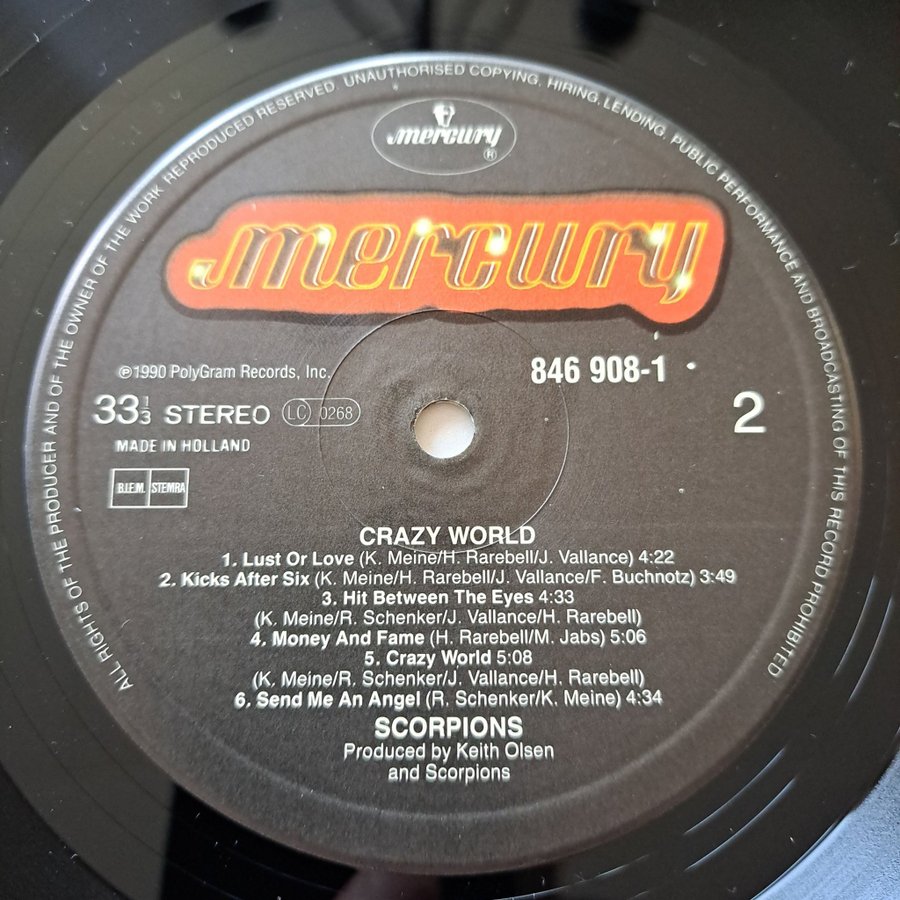 ALL RIGHTS OF THE PRODUCER AND OF THE OWNER OF THE WORK REPRODUCED RESERVED. UNAUTHORISED COPYING, HIRING, LENDING, PUBLIC PERFORMANCE AND BROADCASTING OF THIS RECORD PROHIBITED
mercury ®
mercury
℗1990 PolyGram Records, Inc.
846 908-1
33 1/3 STEREO LC 0268
2
MADE IN HOLLAND
B.I.E.M. STEMRA
CRAZY WORLD
1. Lust Or Love (K. Meine/H. Rarebell/J. Vallance) 4:22
2. Kicks After Six (K. Meine/H. Rarebell/J. Vallance/F. Buchnotz) 3:49
3. Hit Between The Eyes 4:33
(K. Meine/R. Schenker/J. Vallance/H. Rarebell)
4. Money And Fame (H. Rarebell/M. Jabs) 5:06
5. Crazy World 5:08
(K. Meine/R. Schenker/J. Vallance/H. Rarebell)
6. Send Me An Angel (R. Schenker/K. Meine) 4:34
SCORPIONS
Produced by Keith Olsen
and Scorpions